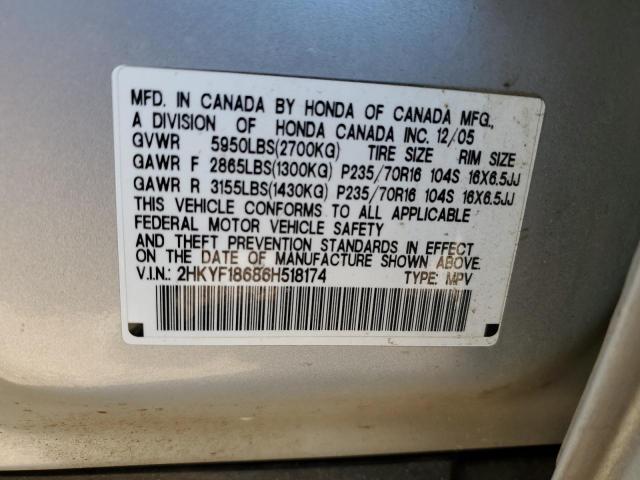 MFD. IN CANADA BY HONDA OF CANADA MFG.,
A DIVISION OF HONDA CANADA INC. 12/05
GVWR 5950LBS(2700KG) TIRE SIZE RIM SIZE
GAWR F 2865LBS(1300KG) P235/70R16 104S 16X6.5JJ
GAWR R 3155LBS(1430KG) P235/70R16 104S 16X6.5JJ
THIS VEHICLE CONFORMS TO ALL APPLICABLE
FEDERAL MOTOR VEHICLE SAFETY
AND THEFT PREVENTION STANDARDS IN EFFECT
ON THE DATE OF MANUFACTURE SHOWN ABOVE.
V.I.N.: 2HKYF18686H518174 TYPE: MPV